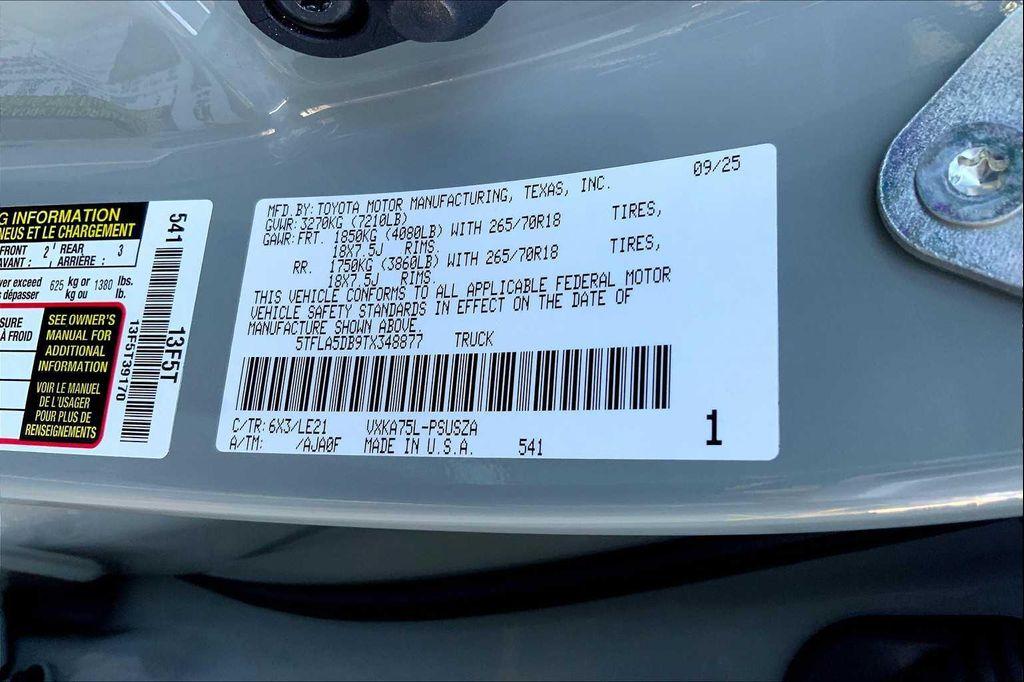 G INFORMATION
NEUS ET LE CHARGEMENT
FRONT 2 REAR 3
AVANT : ARRIÈRE :
ver exceed 625 kg or 1380 lbs.
s dépasser kg ou lb.
SURE
À FROID
SEE OWNER'S
MANUAL FOR
ADDITIONAL
INFORMATION
VOIR LE MANUEL
DE L'USAGER
POUR PLUS DE
RENSEIGNEMENTS
541
13F5T
13F5T39170
09/25
MFD.BY:TOYOTA MOTOR MANUFACTURING, TEXAS, INC.
GVWR:3270KG (7210LB)
GAWR:FRT. 1850KG (4080LB) WITH 265/70R18 TIRES,
18X7.5J RIMS.
RR. 1750KG (3860LB) WITH 265/70R18 TIRES,
18X7.5J RIMS.
THIS VEHICLE CONFORMS TO ALL APPLICABLE FEDERAL MOTOR
VEHICLE SAFETY STANDARDS IN EFFECT ON THE DATE OF
MANUFACTURE SHOWN ABOVE.
5TFLA5DB9TX348877 TRUCK
C/TR:6X3/LE21 VXKA75L-PSUSZA
A/TM: /AJA0F MADE IN U.S.A. 541
1